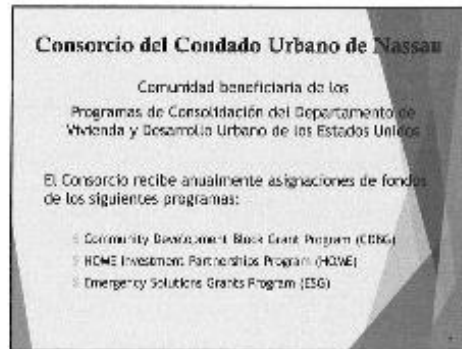 Consorcio del Condado Urbano de Nassau
Comunidad beneficiaria de los
Programas de Consolidación del Departamento de
Vivienda y Desarrollo Urbano de los Estados Unidos
El Consorcio recibe anualmente asignaciones de fondos
de los siguientes programas:
Community Development Block Grant Program (CDBG)
HOME Investment Partnerships Program (HOME)
Emergency Solutions Grants Program (ESG)